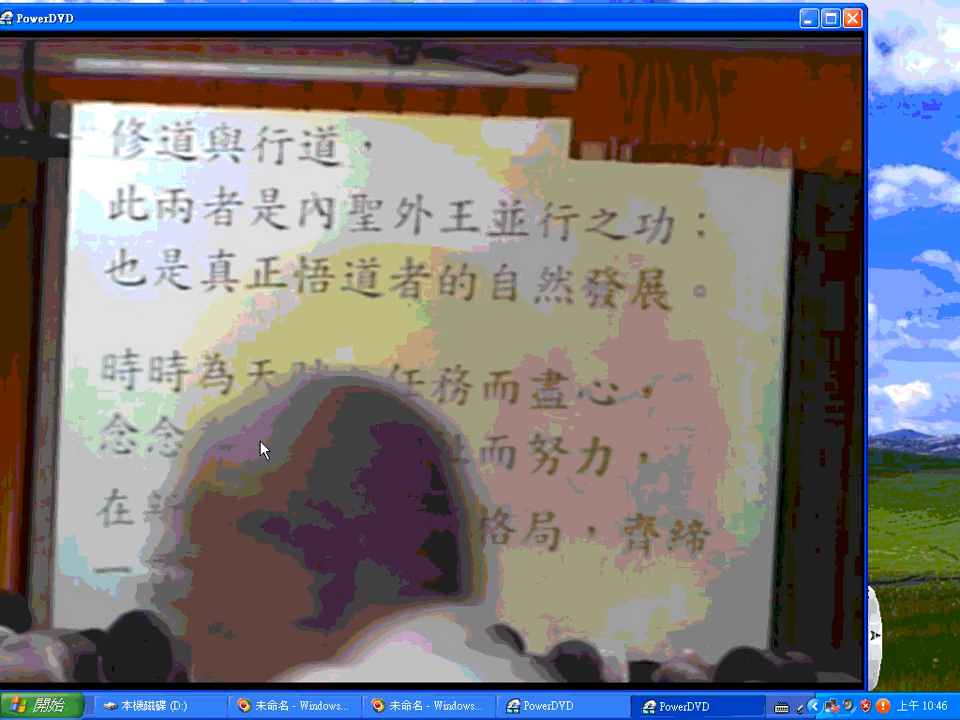 PowerDVD
修道與行道，
此兩者是內聖外王並行之功：
也是真正悟道者的自然發展。
時時為天 任務而盡心，
念念 而努力，
在新 格局，齊締
一
開始
本機磁碟 (D:)
未命名 - Windows...
未命名 - Windows...
PowerDVD
PowerDVD
上午 10:46